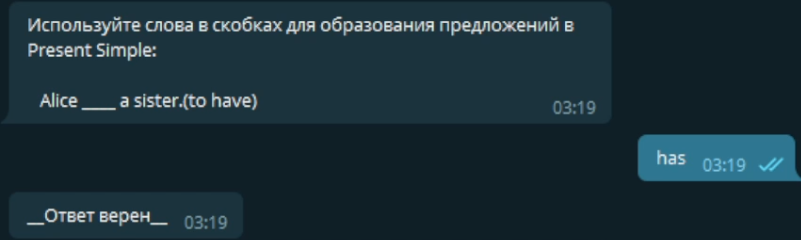 Используйте слова в скобках для образования предложений в
Present Simple:
Alice ____ a sister.(to have)
03:19
has 03:19
__Ответ верен__ 03:19